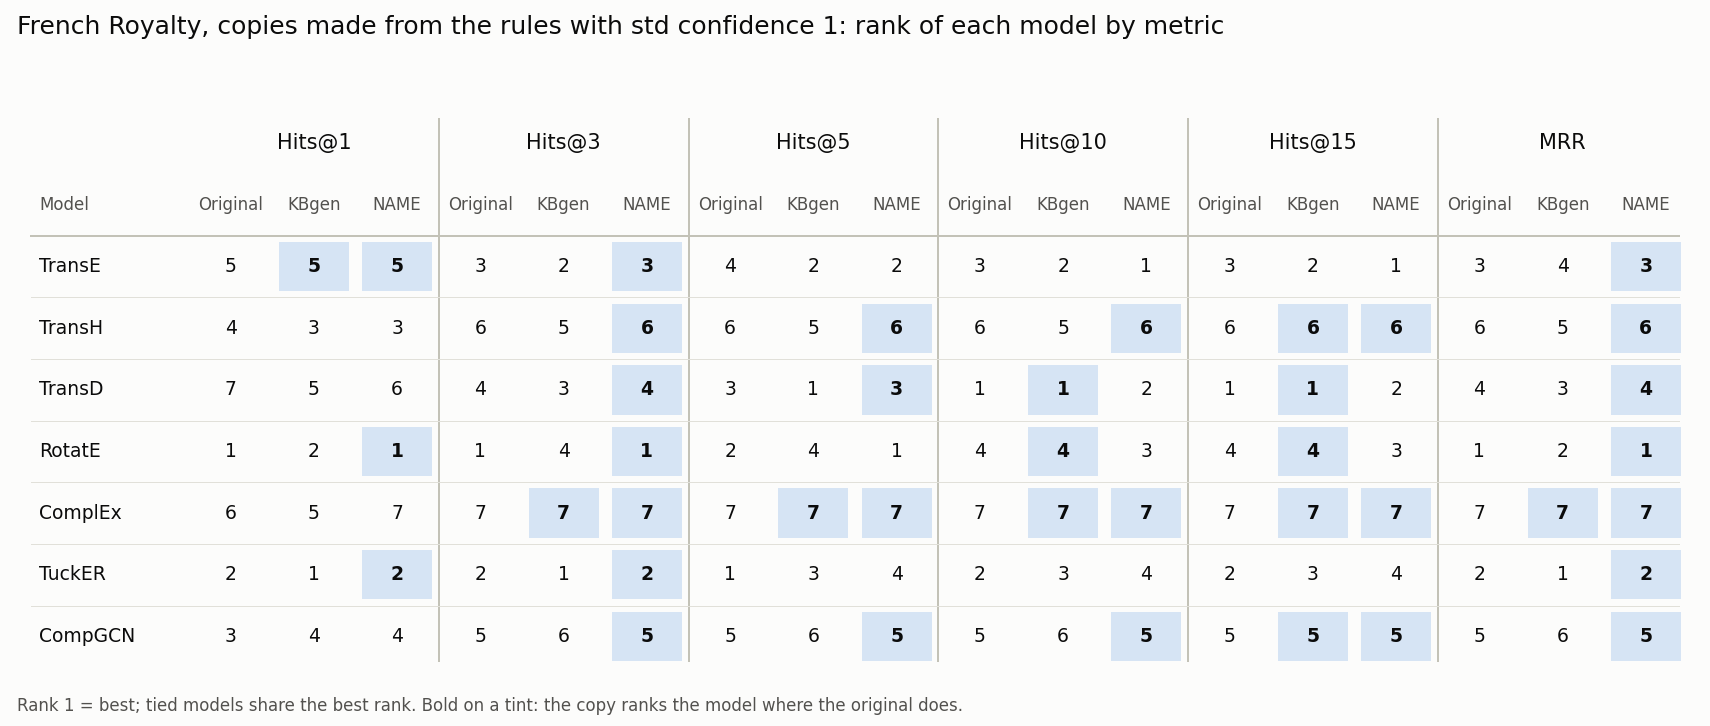 French Royalty, copies made from the rules with std confidence 1: rank of each model by metric
Hits@1 Hits@3 Hits@5 Hits@10 Hits@15 MRR
Model Original KBgen NAME Original KBgen NAME Original KBgen NAME Original KBgen NAME Original KBgen NAME Original KBgen NAME
TransE 5 5 5 3 2 3 4 2 2 3 2 1 3 2 1 3 4 3
TransH 4 3 3 6 5 6 6 5 6 6 5 6 6 6 6 6 5 6
TransD 7 5 6 4 3 4 3 1 3 1 1 2 1 1 2 4 3 4
RotatE 1 2 1 1 4 1 2 4 1 4 4 3 4 4 3 1 2 1
ComplEx 6 5 7 7 7 7 7 7 7 7 7 7 7 7 7 7 7 7
TuckER 2 1 2 2 1 2 1 3 4 2 3 4 2 3 4 2 1 2
CompGCN 3 4 4 5 6 5 5 6 5 5 6 5 5 5 5 5 6 5
Rank 1 = best; tied models share the best rank. Bold on a tint: the copy ranks the model where the original does.